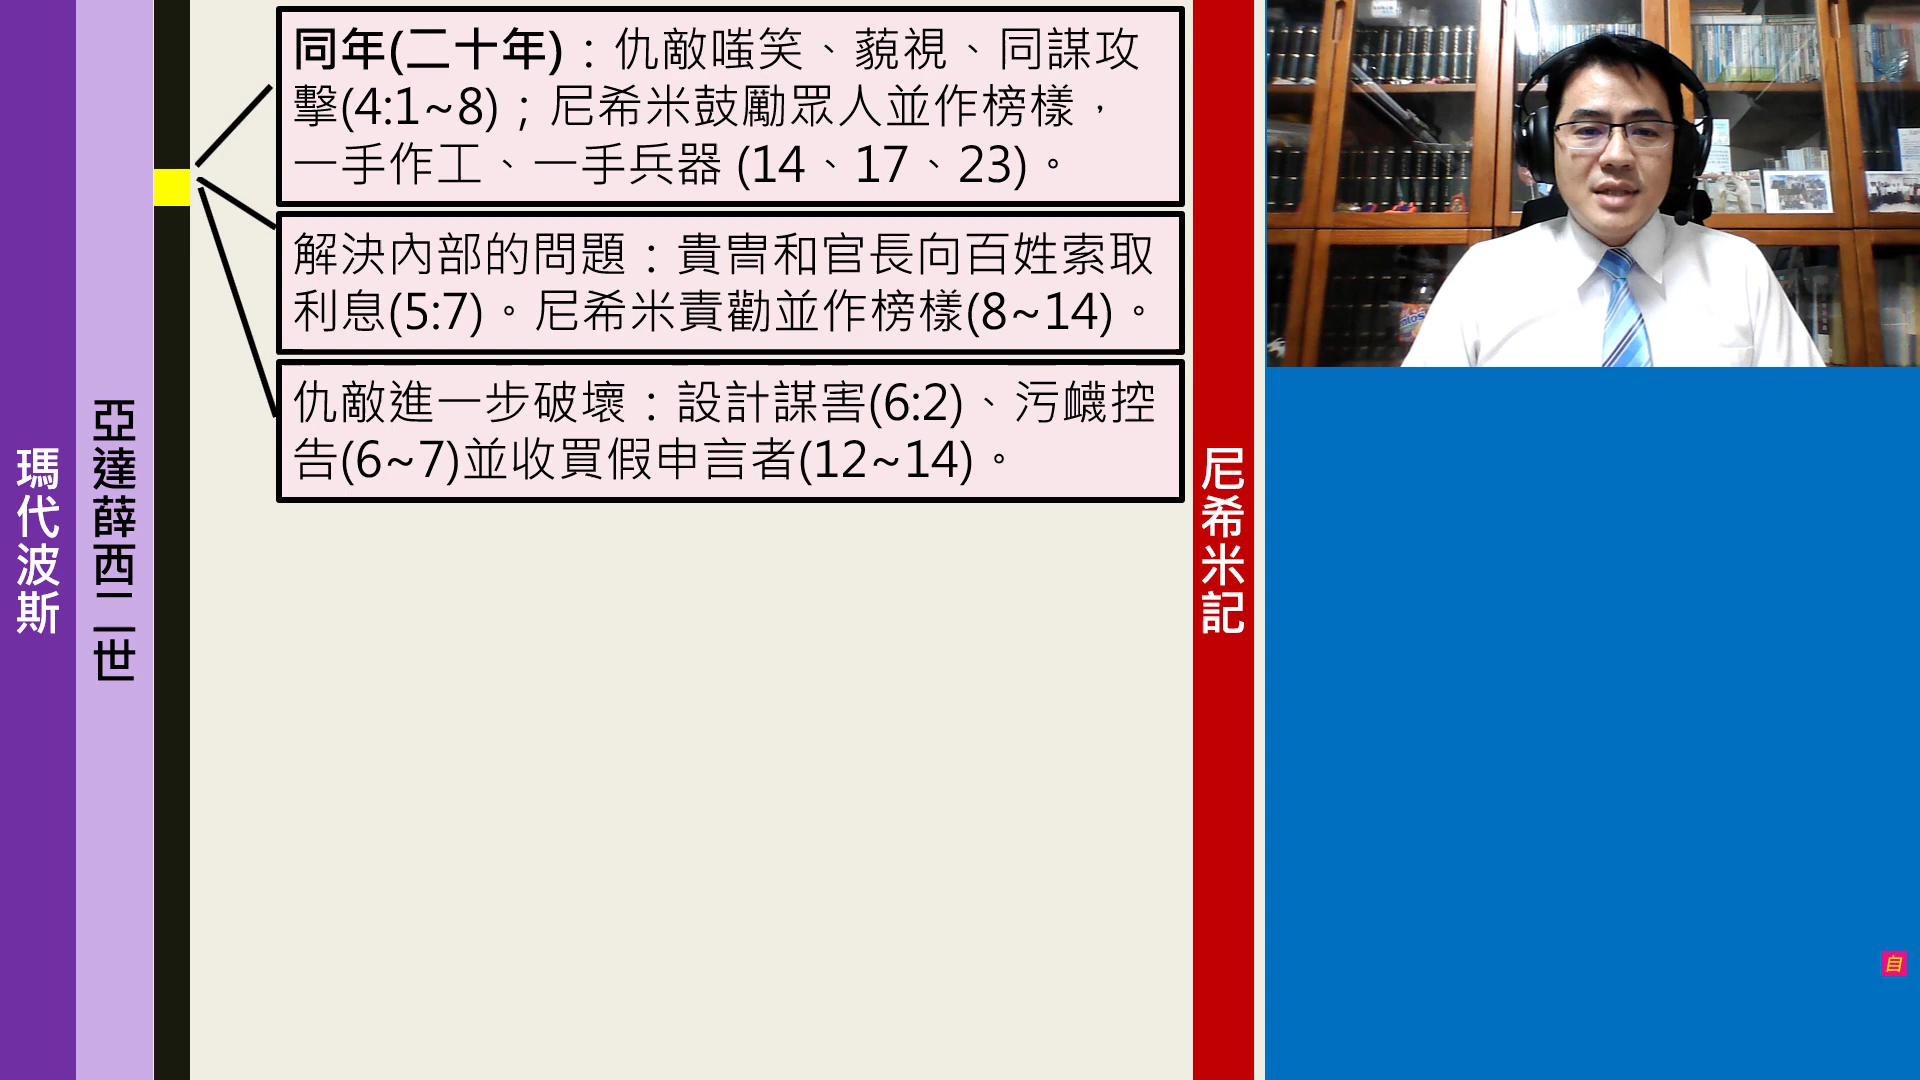 同年(二十年)：仇敵嗤笑、藐視、同謀攻
擊(4:1~8)；尼希米鼓勵眾人並作榜樣，
一手作工、一手兵器 (14、17、23)。
解決內部的問題：貴冑和官長向百姓索取
利息(5:7)。尼希米責勸並作榜樣(8~14)。
仇敵進一步破壞：設計謀害(6:2)、污衊控
告(6~7)並收買假申言者(12~14)。
瑪代波斯
亞達薛西二世
尼希米記
自